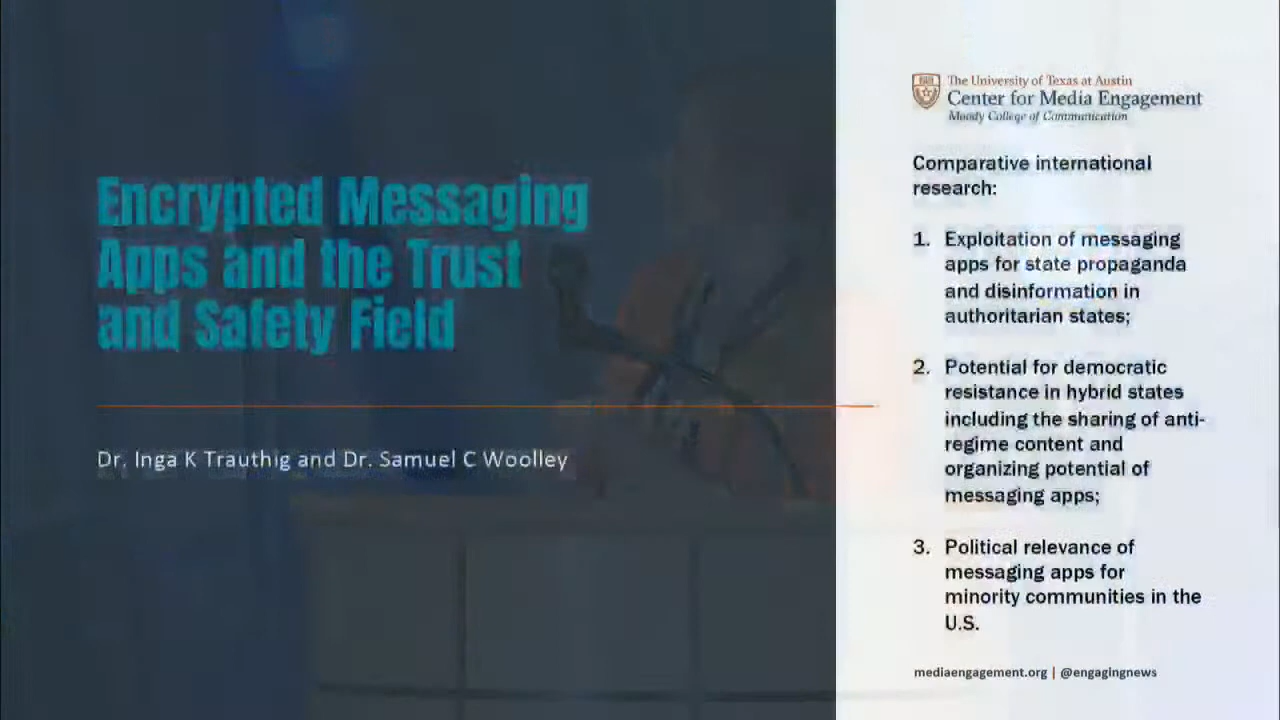 Encrypted Messaging
Apps and the Trust
and Safety Field
Dr. Inga K Trauthig and Dr. Samuel C Woolley
The University of Texas at Austin
Center for Media Engagement
Moody College of Communication
Comparative international
research:
1. Exploitation of messaging
apps for state propaganda
and disinformation in
authoritarian states;
2. Potential for democratic
resistance in hybrid states
including the sharing of anti-
regime content and
organizing potential of
messaging apps;
3. Political relevance of
messaging apps for
minority communities in the
U.S.
mediaengagement.org | @engagingnews